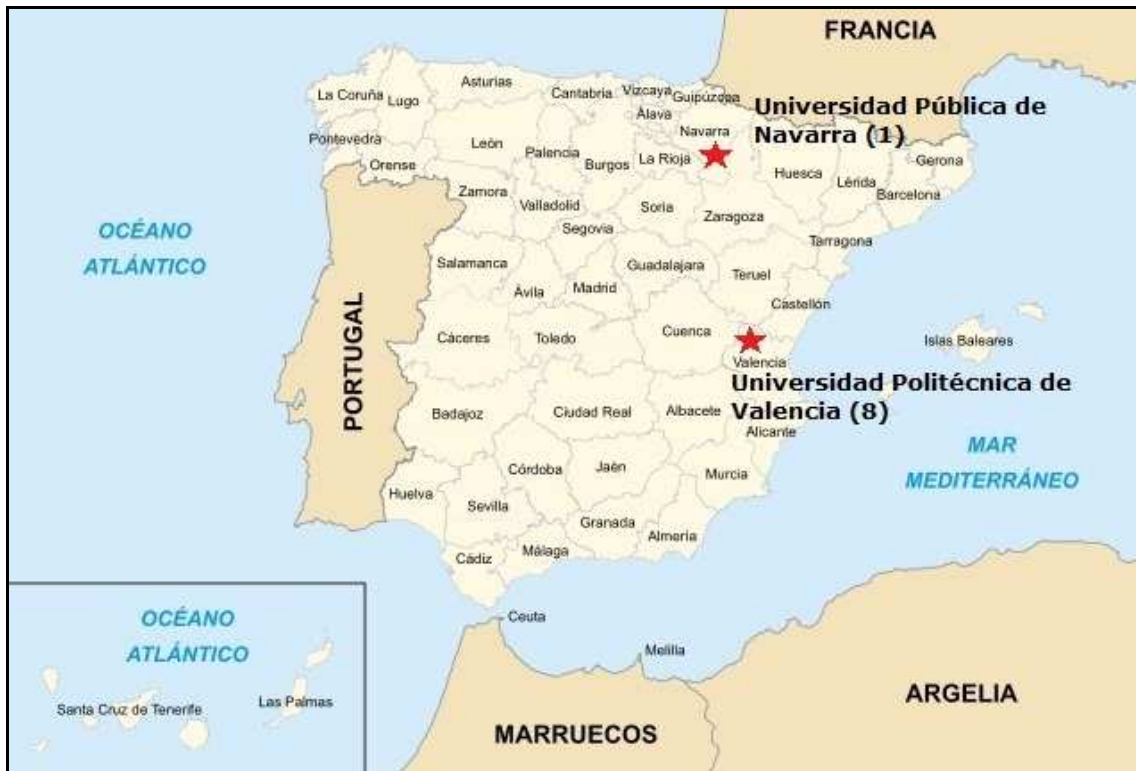 FRANCIA
Asturias
Cantabria
Vizcaya
Guipúzcoa
La Coruña
Lugo
Álava
Universidad Pública de
Navarra (1)
Pontevedra
León
Navarra
Orense
Palencia
Burgos
La Rioja
Huesca
Lérida
Gerona
Barcelona
Zamora
Valladolid
Soria
Zaragoza
Segovia
Tarragona
OCÉANO
ATLÁNTICO
Salamanca
Guadalajara
Teruel
Ávila
Madrid
Castellón
PORTUGAL
Cáceres
Toledo
Cuenca
Valencia
Islas Baleares
Universidad Politécnica de
Valencia (8)
Badajoz
Ciudad Real
Albacete
Alicante
MAR
MEDITERRÁNEO
Córdoba
Jaén
Murcia
Huelva
Sevilla
Granada
Almería
Cádiz
Málaga
Ceuta
Melilla
OCÉANO
ATLÁNTICO
Santa Cruz de Tenerife
Las Palmas
MARRUECOS
ARGELIA